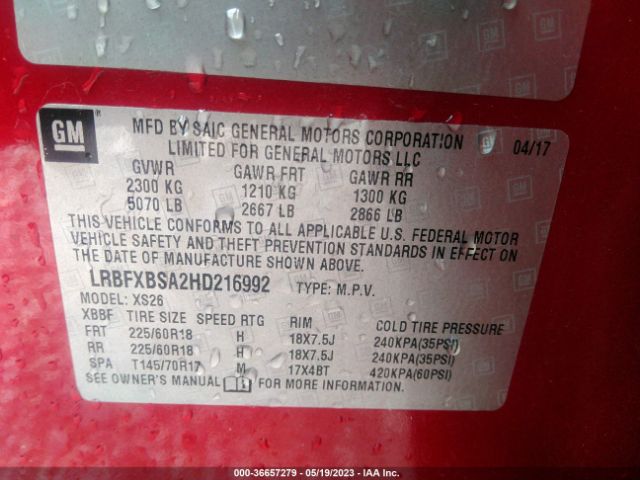 GM
MFD BY SAIC GENERAL MOTORS CORPORATION 04/17
LIMITED FOR GENERAL MOTORS LLC
GVWR GAWR FRT GAWR RR
2300 KG 1210 KG 1300 KG
5070 LB 2667 LB 2866 LB
THIS VEHICLE CONFORMS TO ALL APPLICABLE U.S. FEDERAL MOTOR
VEHICLE SAFETY AND THEFT PREVENTION STANDARDS IN EFFECT ON
THE DATE OF MANUFACTURE SHOWN ABOVE.
LRBFXBSA2HD216992 TYPE: M.P.V.
MODEL: XS26
XBBF TIRE SIZE SPEED RTG RIM COLD TIRE PRESSURE
FRT 225/60R18 H 18X7.5J 240KPA(35PSI)
RR 225/60R18 H 18X7.5J 240KPA(35PSI)
SPA T145/70R17 M 17X4BT 420KPA(60PSI)
SEE OWNER'S MANUAL FOR MORE INFORMATION.
000-36657279 - 05/19/2023 - IAA Inc.